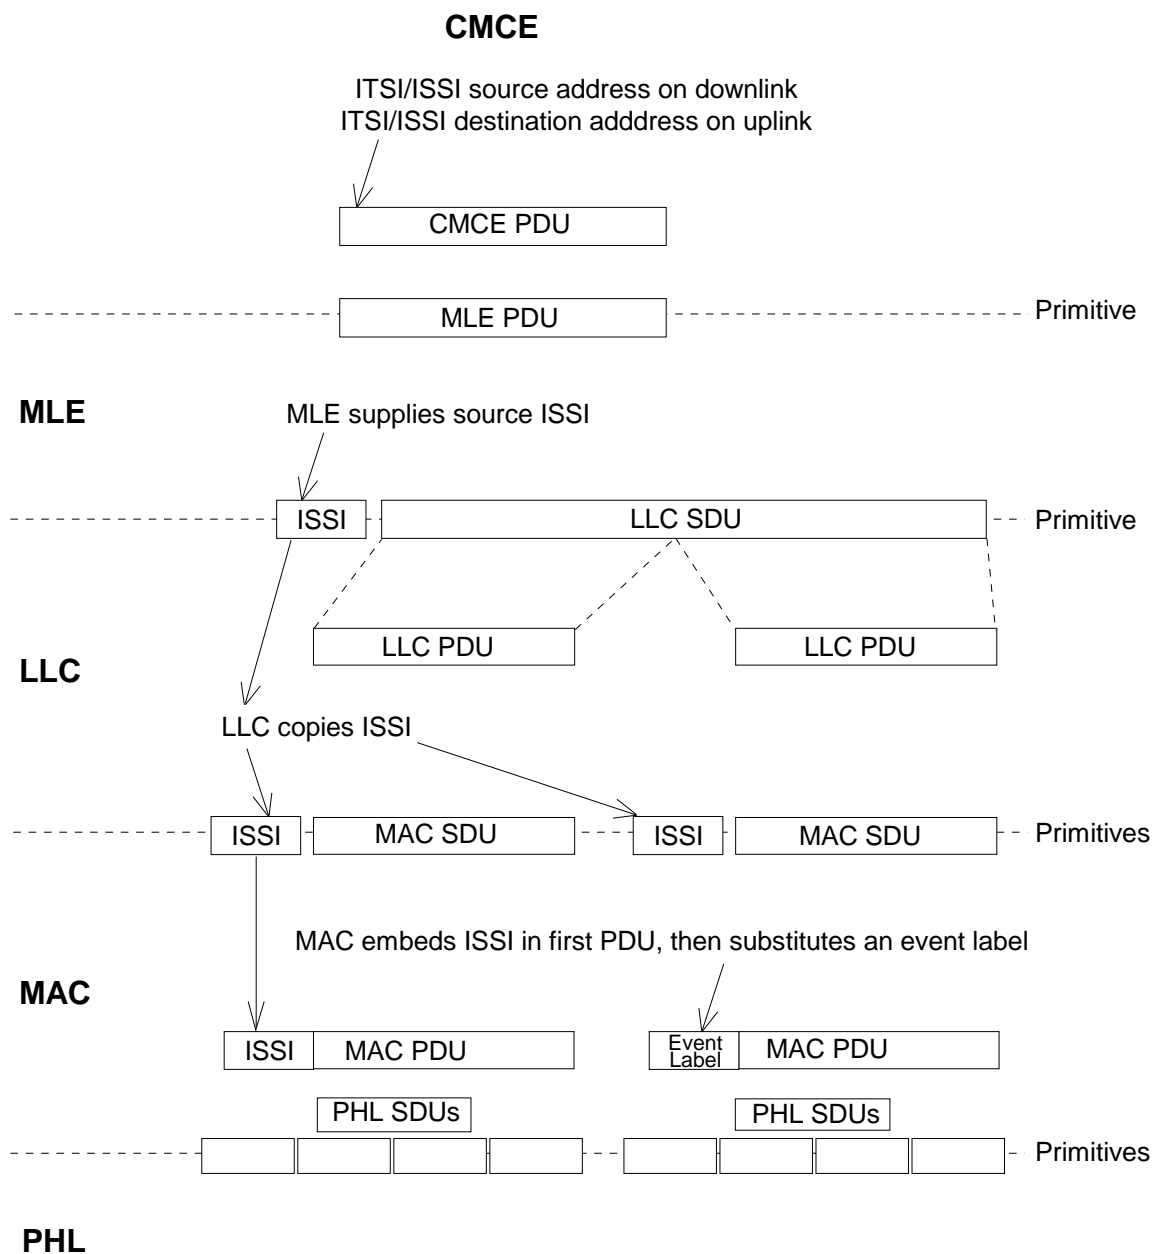 CMCE
ITSI/ISSI source address on downlink
ITSI/ISSI destination adddress on uplink
CMCE PDU
MLE PDU
Primitive
MLE
MLE supplies source ISSI
ISSI
LLC SDU
Primitive
LLC PDU
LLC PDU
LLC
LLC copies ISSI
ISSI
MAC SDU
ISSI
MAC SDU
Primitives
MAC embeds ISSI in first PDU, then substitutes an event label
MAC
ISSI
MAC PDU
Event
Label
MAC PDU
PHL SDUs
PHL SDUs
Primitives
PHL